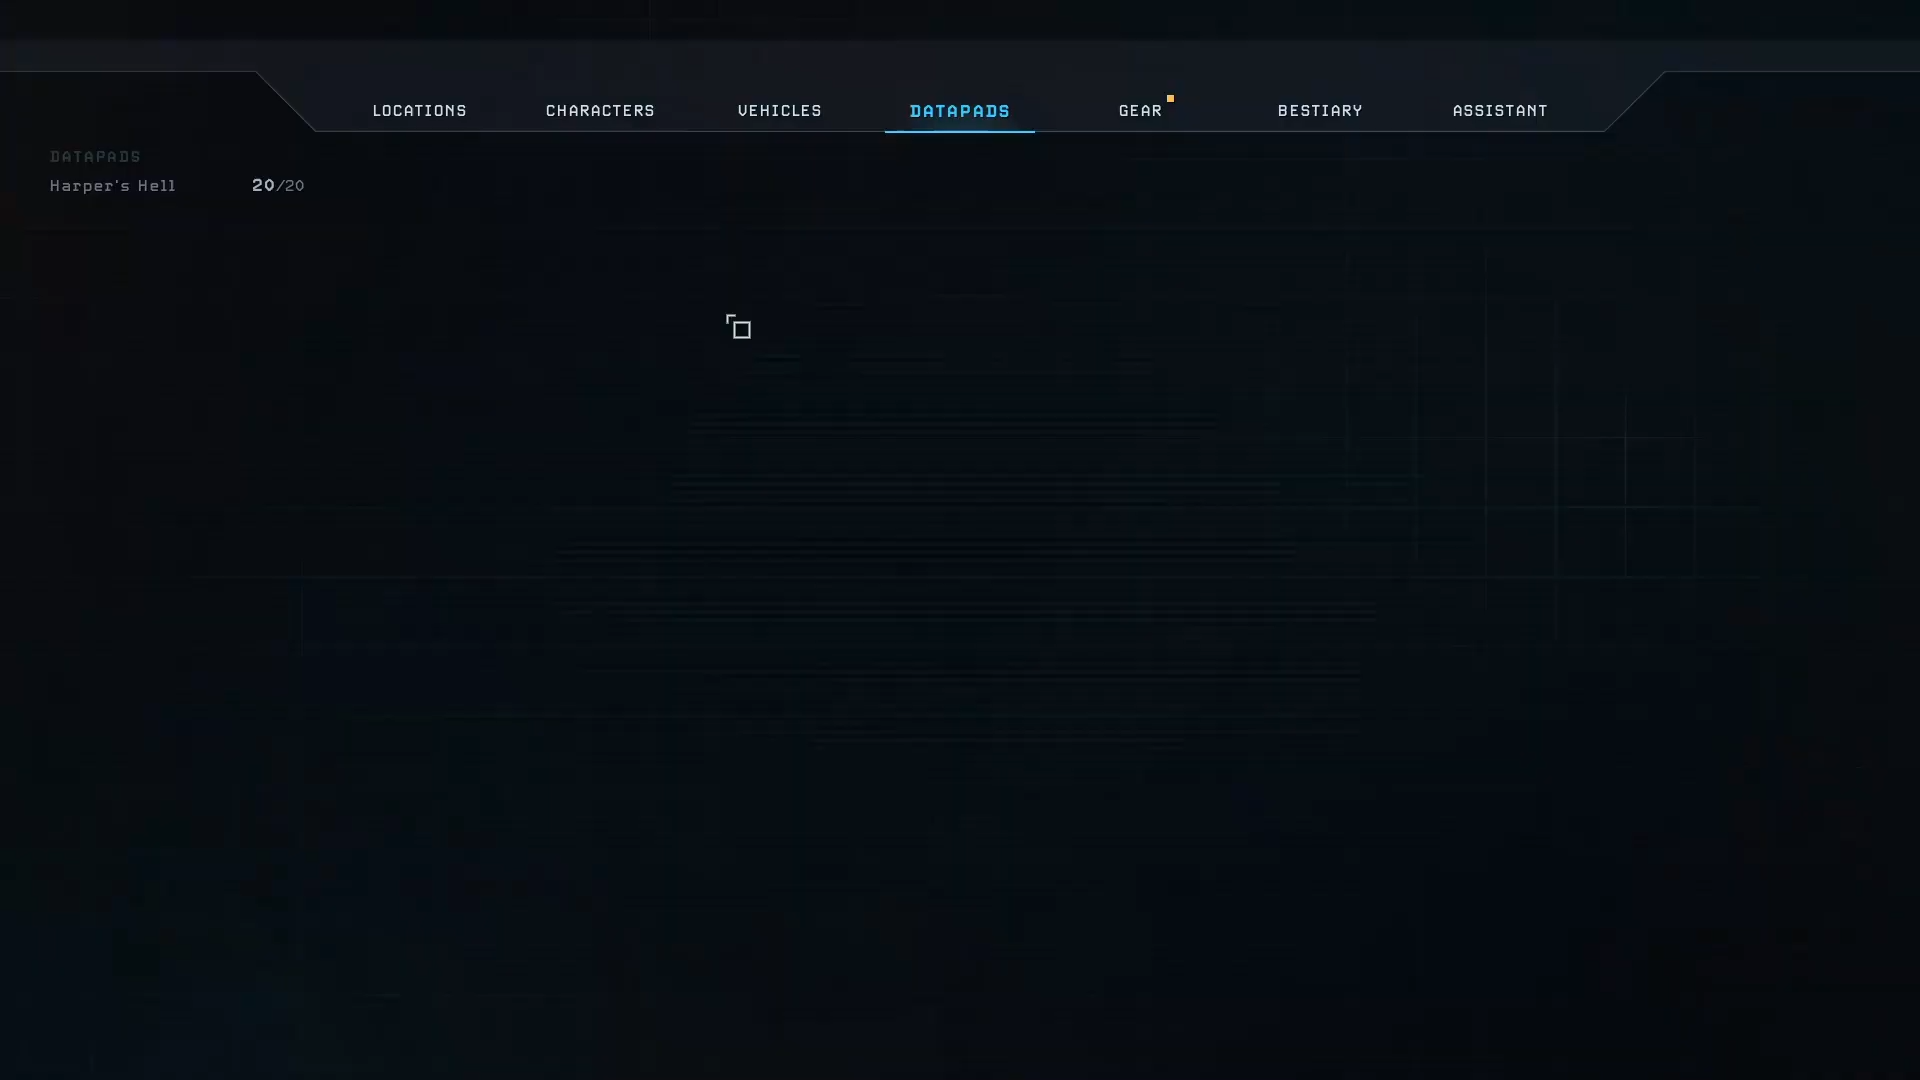 LOCATIONS CHARACTERS VEHICLES DATAPADS GEAR BESTIARY ASSISTANT
DATAPADS
Harper's Hell 20/20